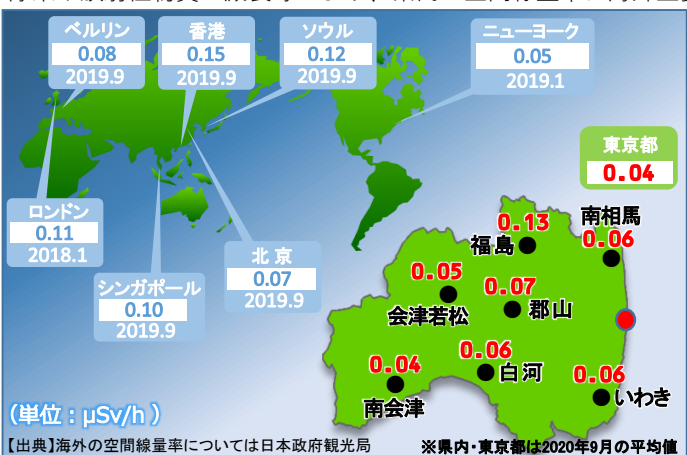 ベルリン
0.08
2019.9
香港
0.15
2019.9
ソウル
0.12
2019.9
ニューヨーク
0.05
2019.1
東京都
0.04
ロンドン
0.11
2018.1
北京
0.07
2019.9
シンガポール
0.10
2019.9
0.13
福島
南相馬
0.06
0.05
会津若松
0.07
郡山
0.04
南会津
0.06
白河
0.06
いわき
(単位：μSv/h )
【出典】海外の空間線量率については日本政府観光局
※県内・東京都は2020年9月の平均値